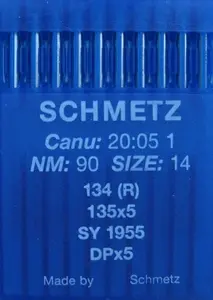 SCHMETZ
Canu: 20:05 1
NM: 90 SIZE: 14
134 (R)
135x5
SY 1955
DPx5
Made by Schmetz